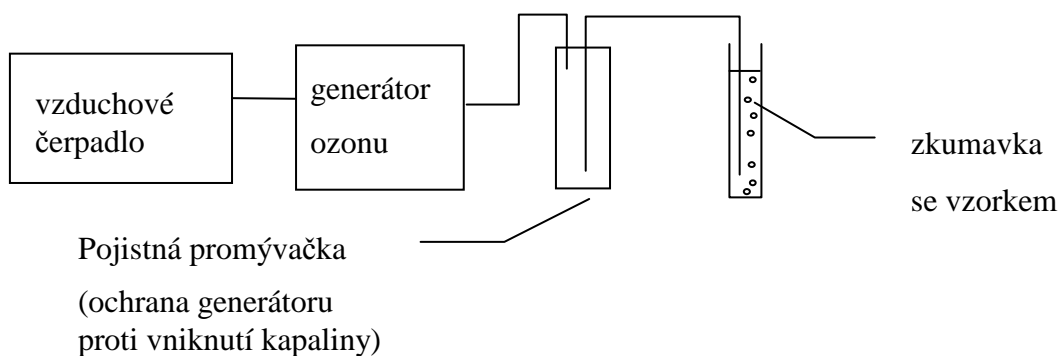 vzduchové
čerpadlo
generátor
ozonu
zkumavka
se vzorkem
Pojistná promývačka
(ochrana generátoru
proti vniknutí kapaliny)